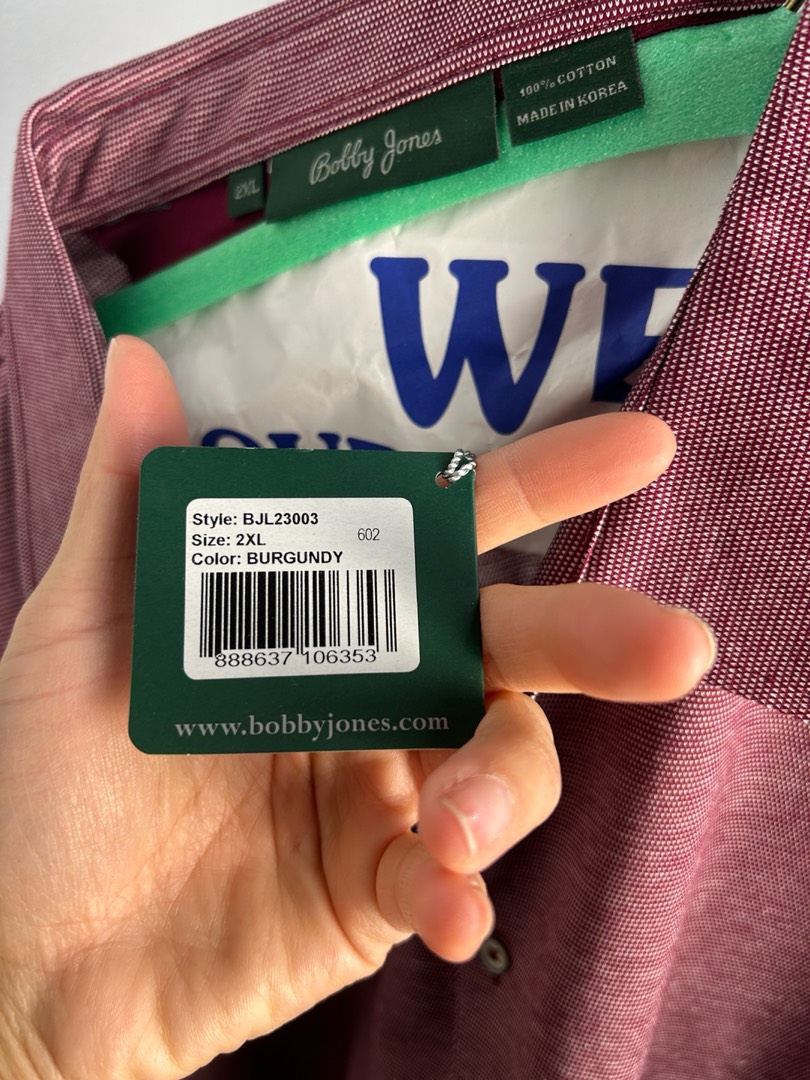 100% COTTON
MADE IN KOREA
Bobby Jones
2XL
WE
Style: BJL23003
Size: 2XL
602
Color: BURGUNDY
888637 106353
www.bobbyjones.com